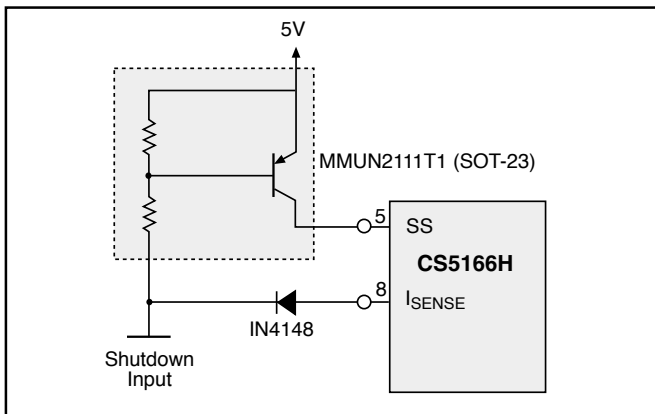 5V
MMUN2111T1 (SOT-23)
5
SS
CS5166H
8
ISENSE
IN4148
Shutdown
Input